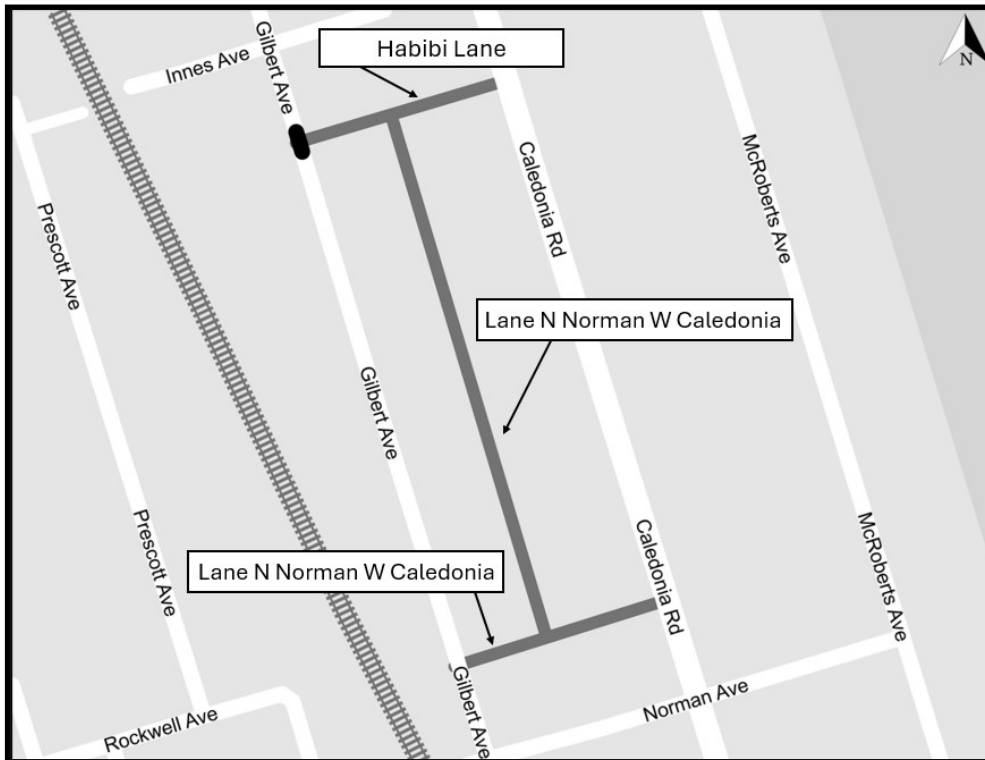 Gilbert Ave
Innes Ave
Habibi Lane
N
Caledonia Rd
McRoberts Ave
Prescott Ave
Lane N Norman W Caledonia
Gilbert Ave
Prescott Ave
Lane N Norman W Caledonia
Caledonia Rd
McRoberts Ave
Gilbert Ave
Norman Ave
Rockwell Ave